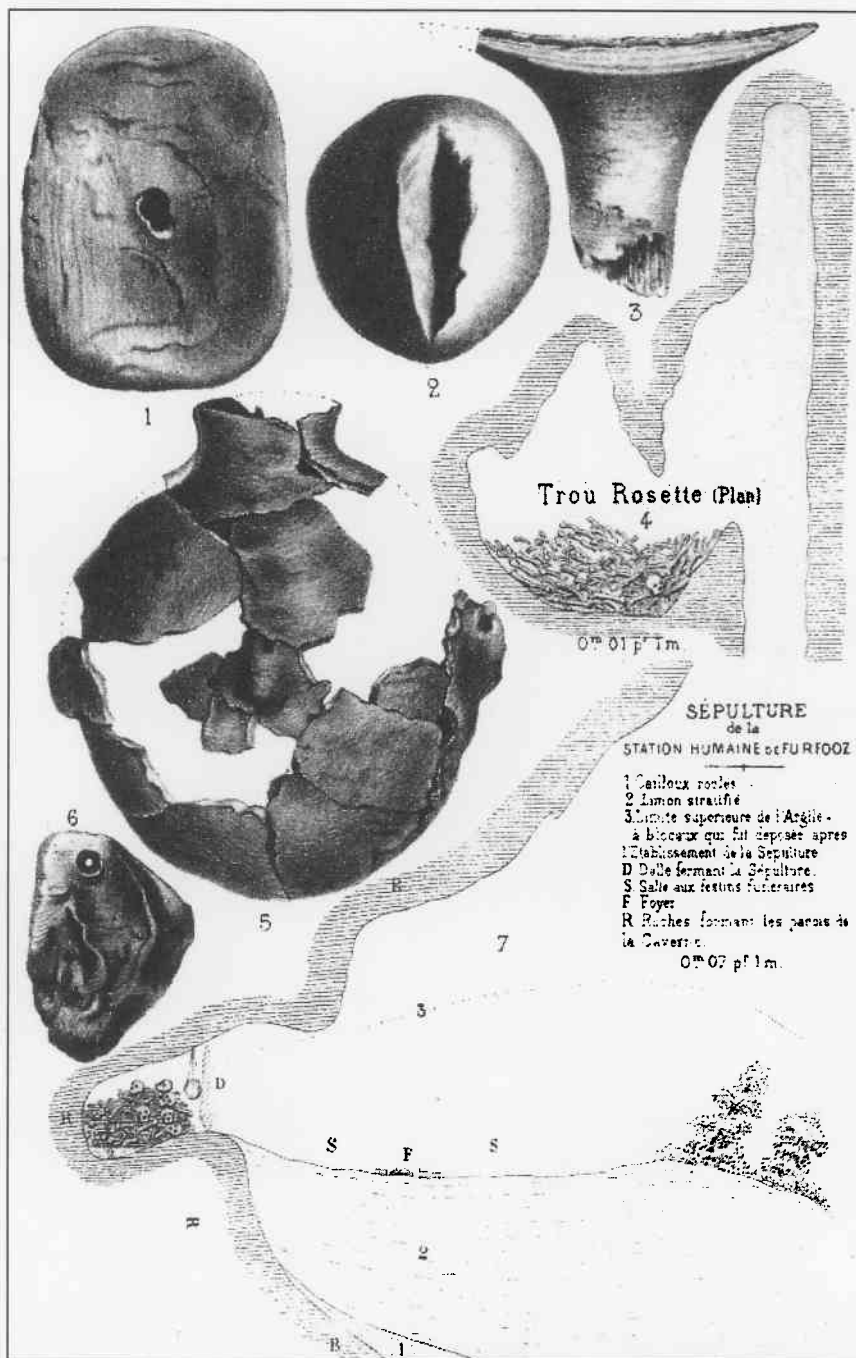 1
2
3
Trou Rosette (Plan)
4
0ᵐ 01 pʳ 1m.
SÉPULTURE
de la
STATION HUMAINE DE FURFOOZ
1 Cailloux roulés
2 Limon stratifié
3. Limite supérieure de l'Argile
à blocaux qui fut déposée après
l'Etablissement de la Sépulture
D Dalle fermant la Sépulture.
S. Salle aux festins funéraires
F Foyer
R Roches formant les parois de
la Caverne.
0ᵐ 07 pʳ 1m.
6
5
R
7
3
D
R
S
F
S
R
2
1